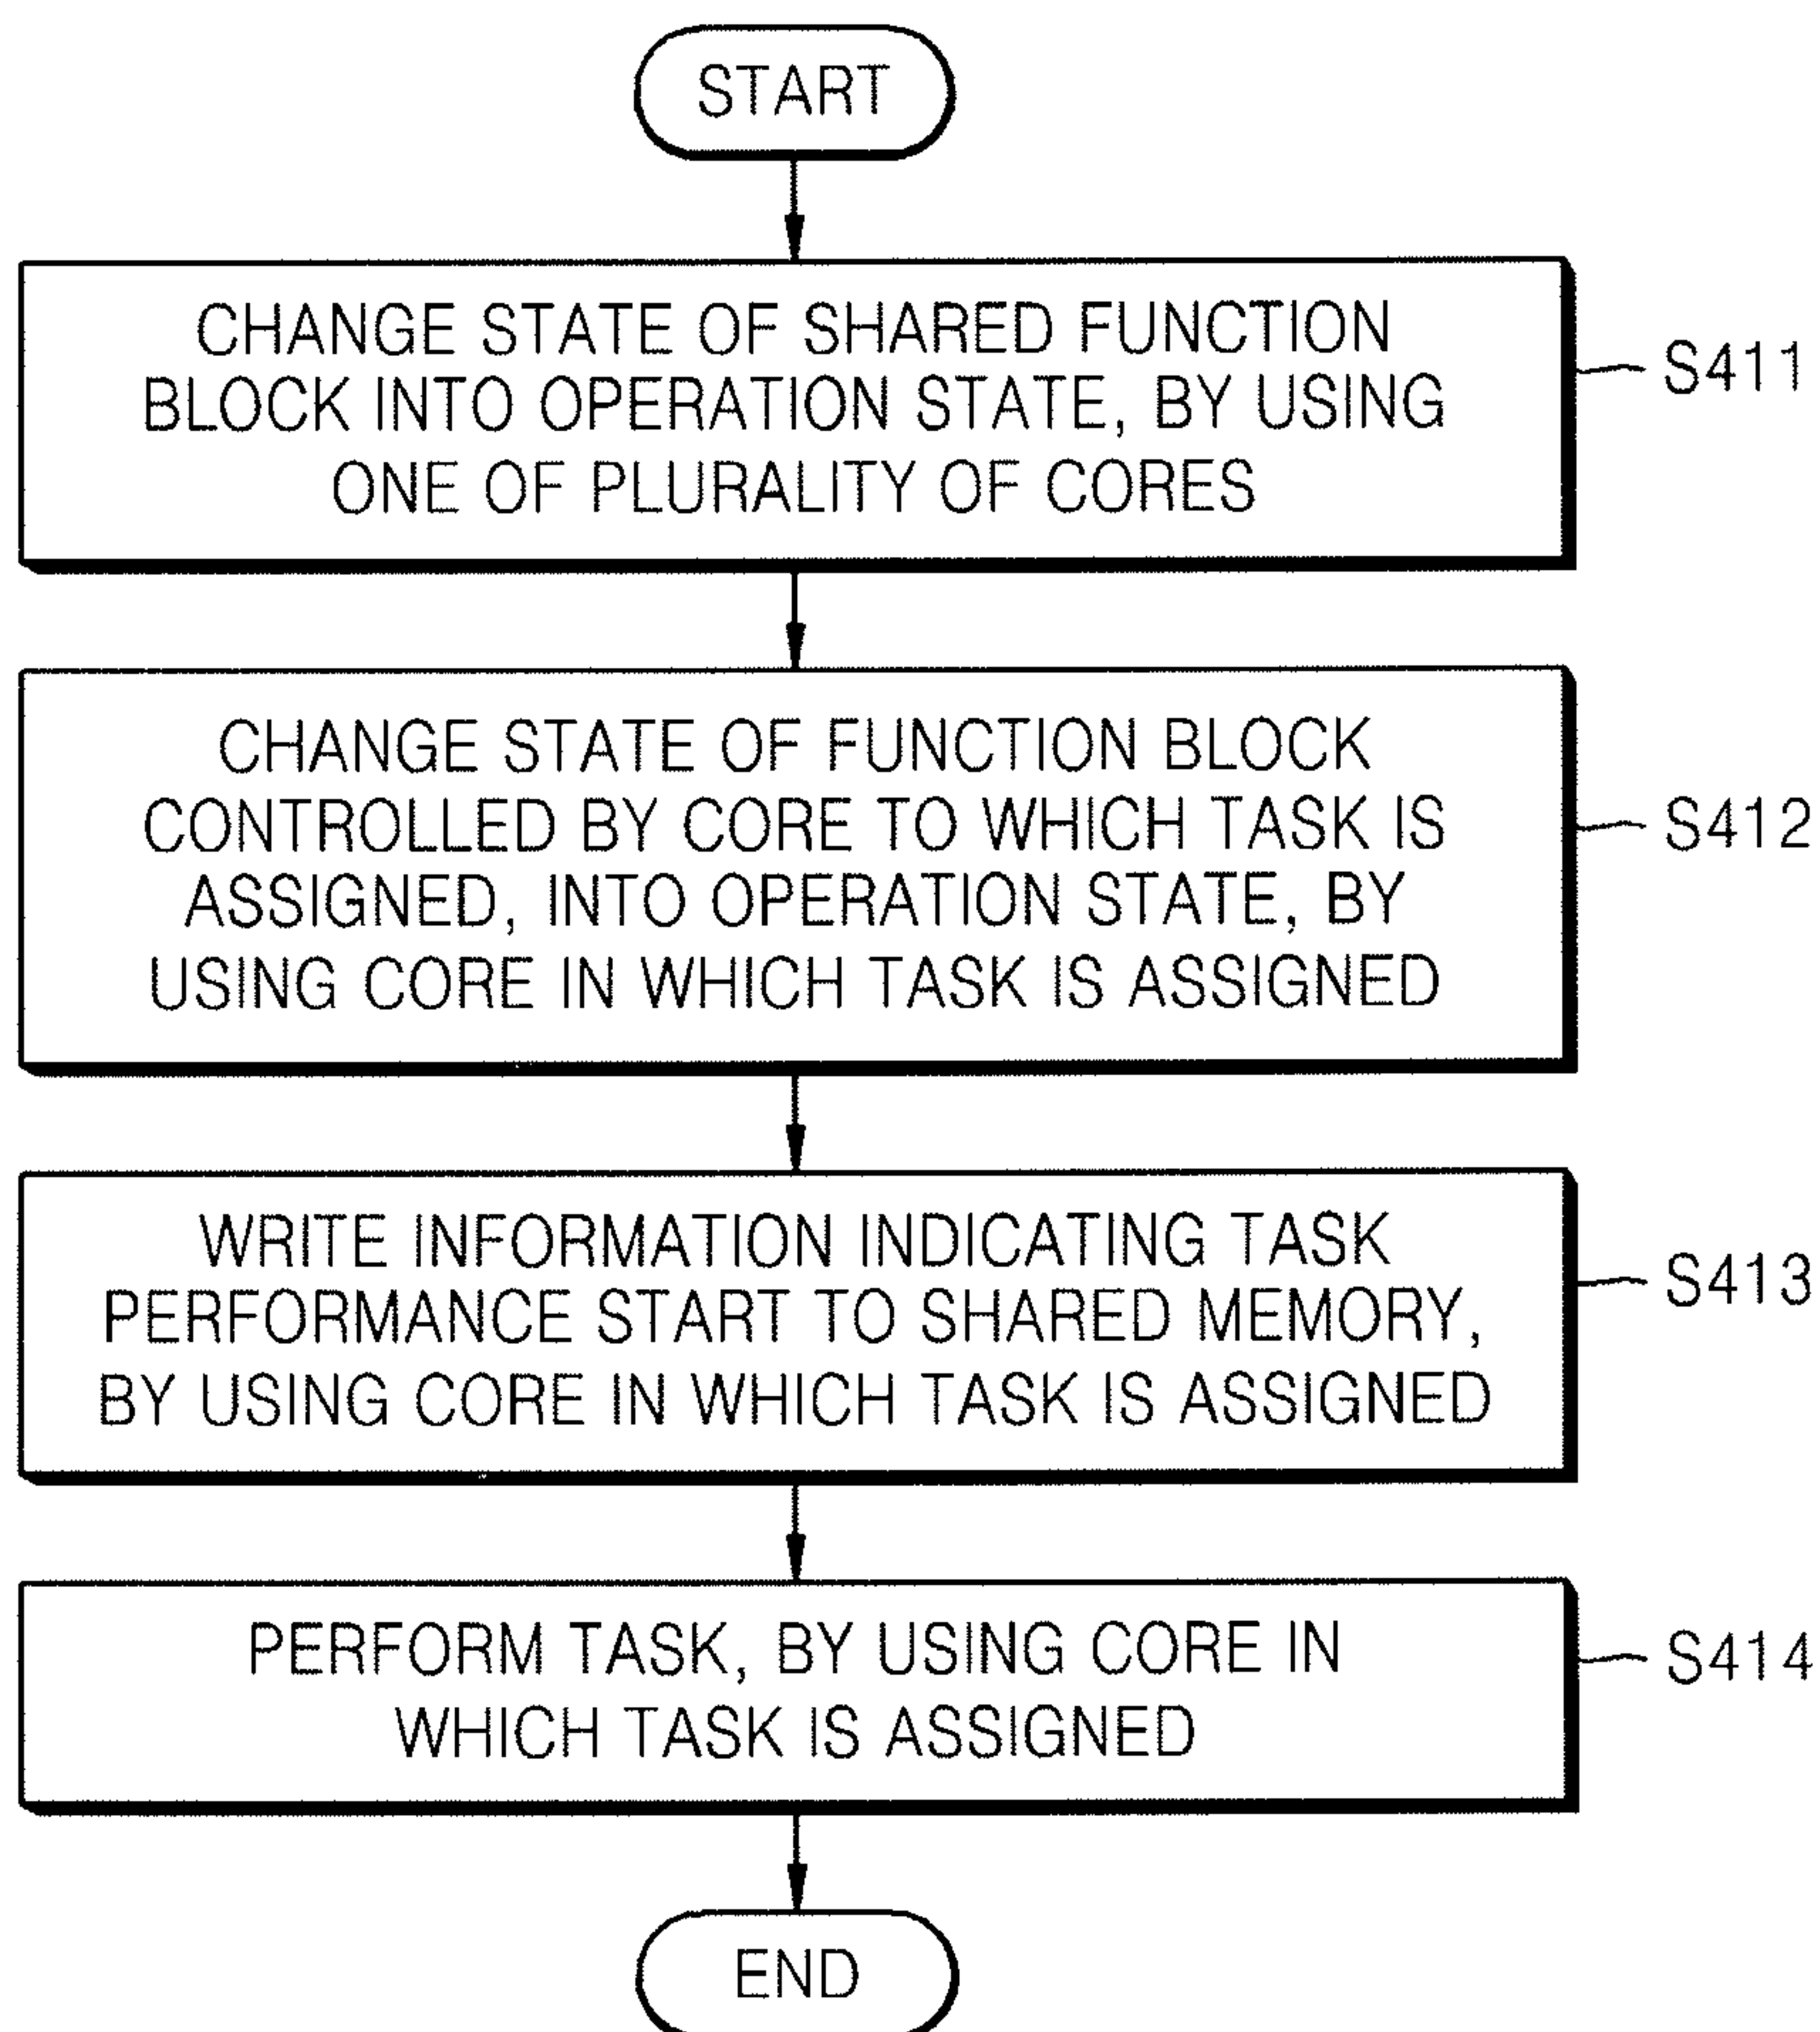 START
CHANGE STATE OF SHARED FUNCTION
BLOCK INTO OPERATION STATE, BY USING
ONE OF PLURALITY OF CORES
S411
CHANGE STATE OF FUNCTION BLOCK
CONTROLLED BY CORE TO WHICH TASK IS
ASSIGNED, INTO OPERATION STATE, BY
USING CORE IN WHICH TASK IS ASSIGNED
S412
WRITE INFORMATION INDICATING TASK
PERFORMANCE START TO SHARED MEMORY,
BY USING CORE IN WHICH TASK IS ASSIGNED
S413
PERFORM TASK, BY USING CORE IN
WHICH TASK IS ASSIGNED
S414
END